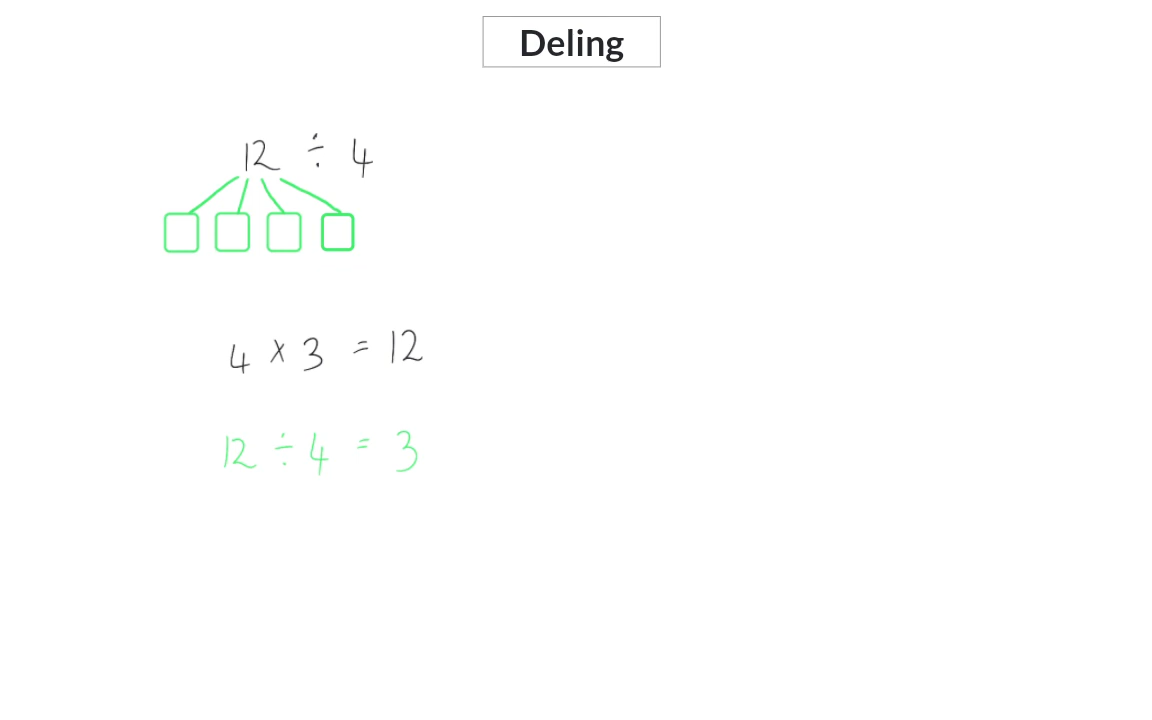 Deling
12 ÷ 4
4 × 3 = 12
12 ÷ 4 = 3